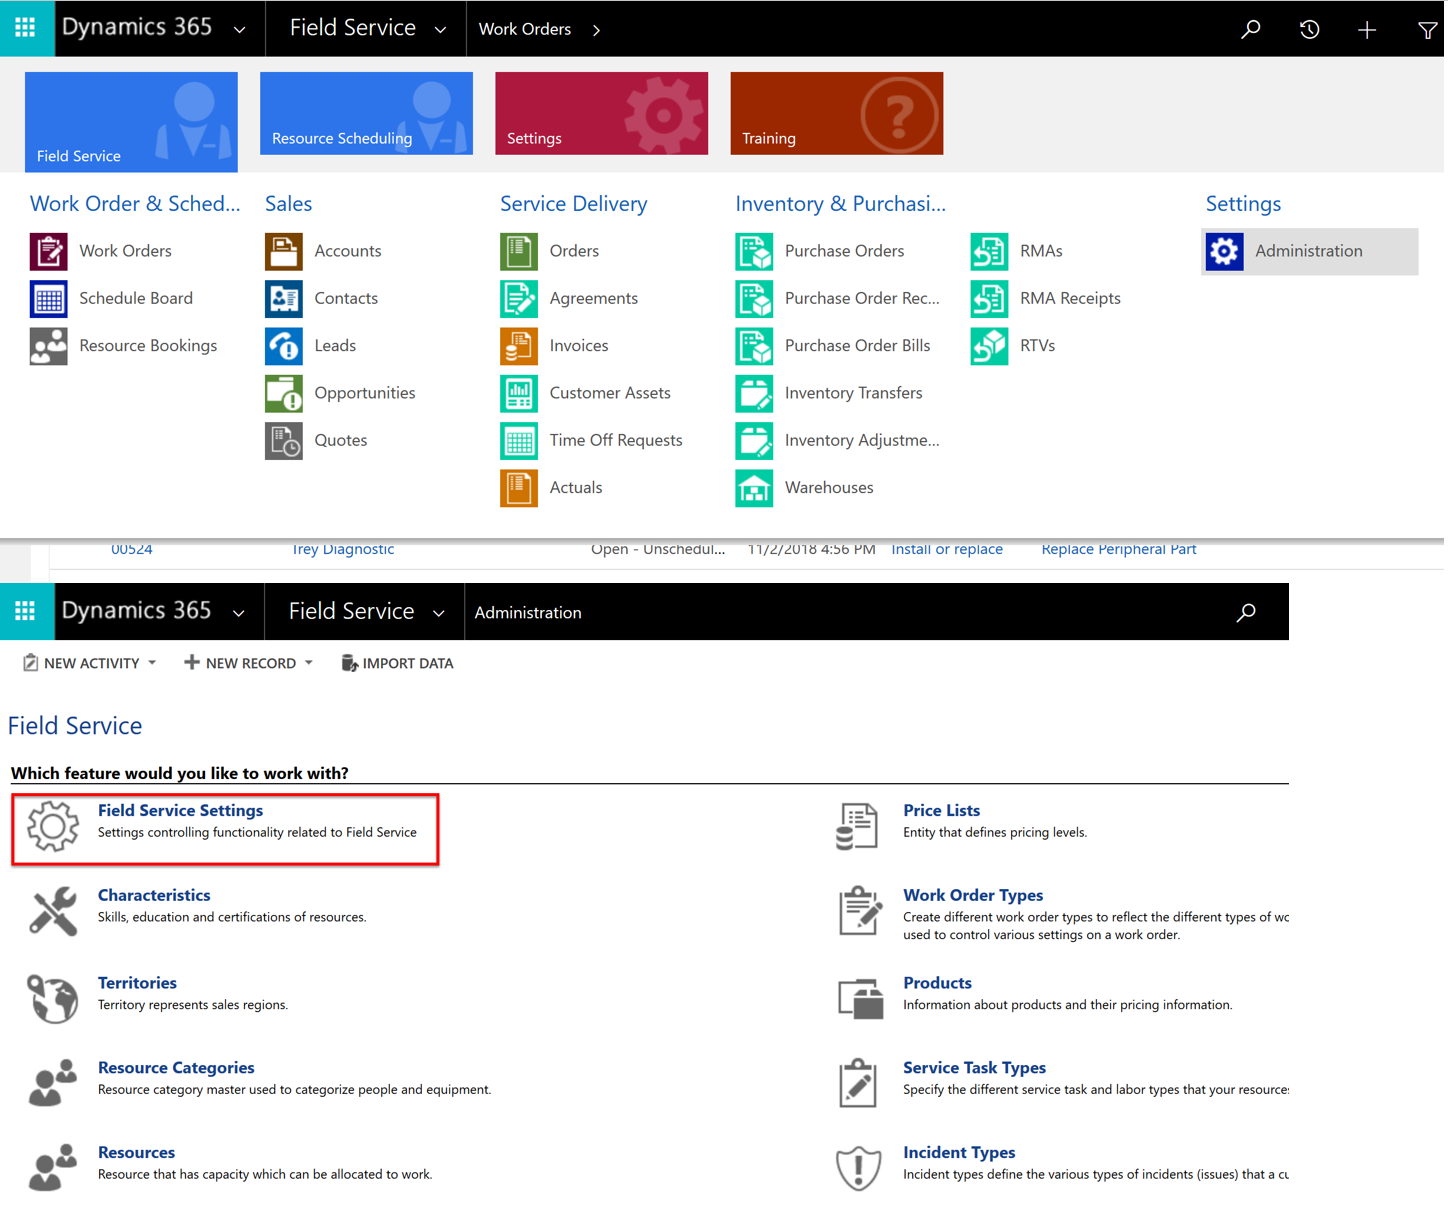 Dynamics 365 Field Service Work Orders
Field Service
Resource Scheduling
Settings
Training
Work Order & Sched...
Work Orders
Schedule Board
Resource Bookings
Sales
Accounts
Contacts
Leads
Opportunities
Quotes
Service Delivery
Orders
Agreements
Invoices
Customer Assets
Time Off Requests
Actuals
Inventory & Purchasi...
Purchase Orders
Purchase Order Rec...
Purchase Order Bills
Inventory Transfers
Inventory Adjustme...
Warehouses
RMAs
RMA Receipts
RTVs
Settings
Administration
00524 Trey Diagnostic Open - Unschedul... 11/2/2018 4:56 PM Install or replace Replace Peripheral Part
Dynamics 365 Field Service Administration
NEW ACTIVITY NEW RECORD IMPORT DATA
Field Service
Which feature would you like to work with?
Field Service Settings
Settings controlling functionality related to Field Service
Price Lists
Entity that defines pricing levels.
Characteristics
Skills, education and certifications of resources.
Work Order Types
Create different work order types to reflect the different types of wo
used to control various settings on a work order.
Territories
Territory represents sales regions.
Products
Information about products and their pricing information.
Resource Categories
Resource category master used to categorize people and equipment.
Service Task Types
Specify the different service task and labor types that your resources
Resources
Resource that has capacity which can be allocated to work.
Incident Types
Incident types define the various types of incidents (issues) that a cu